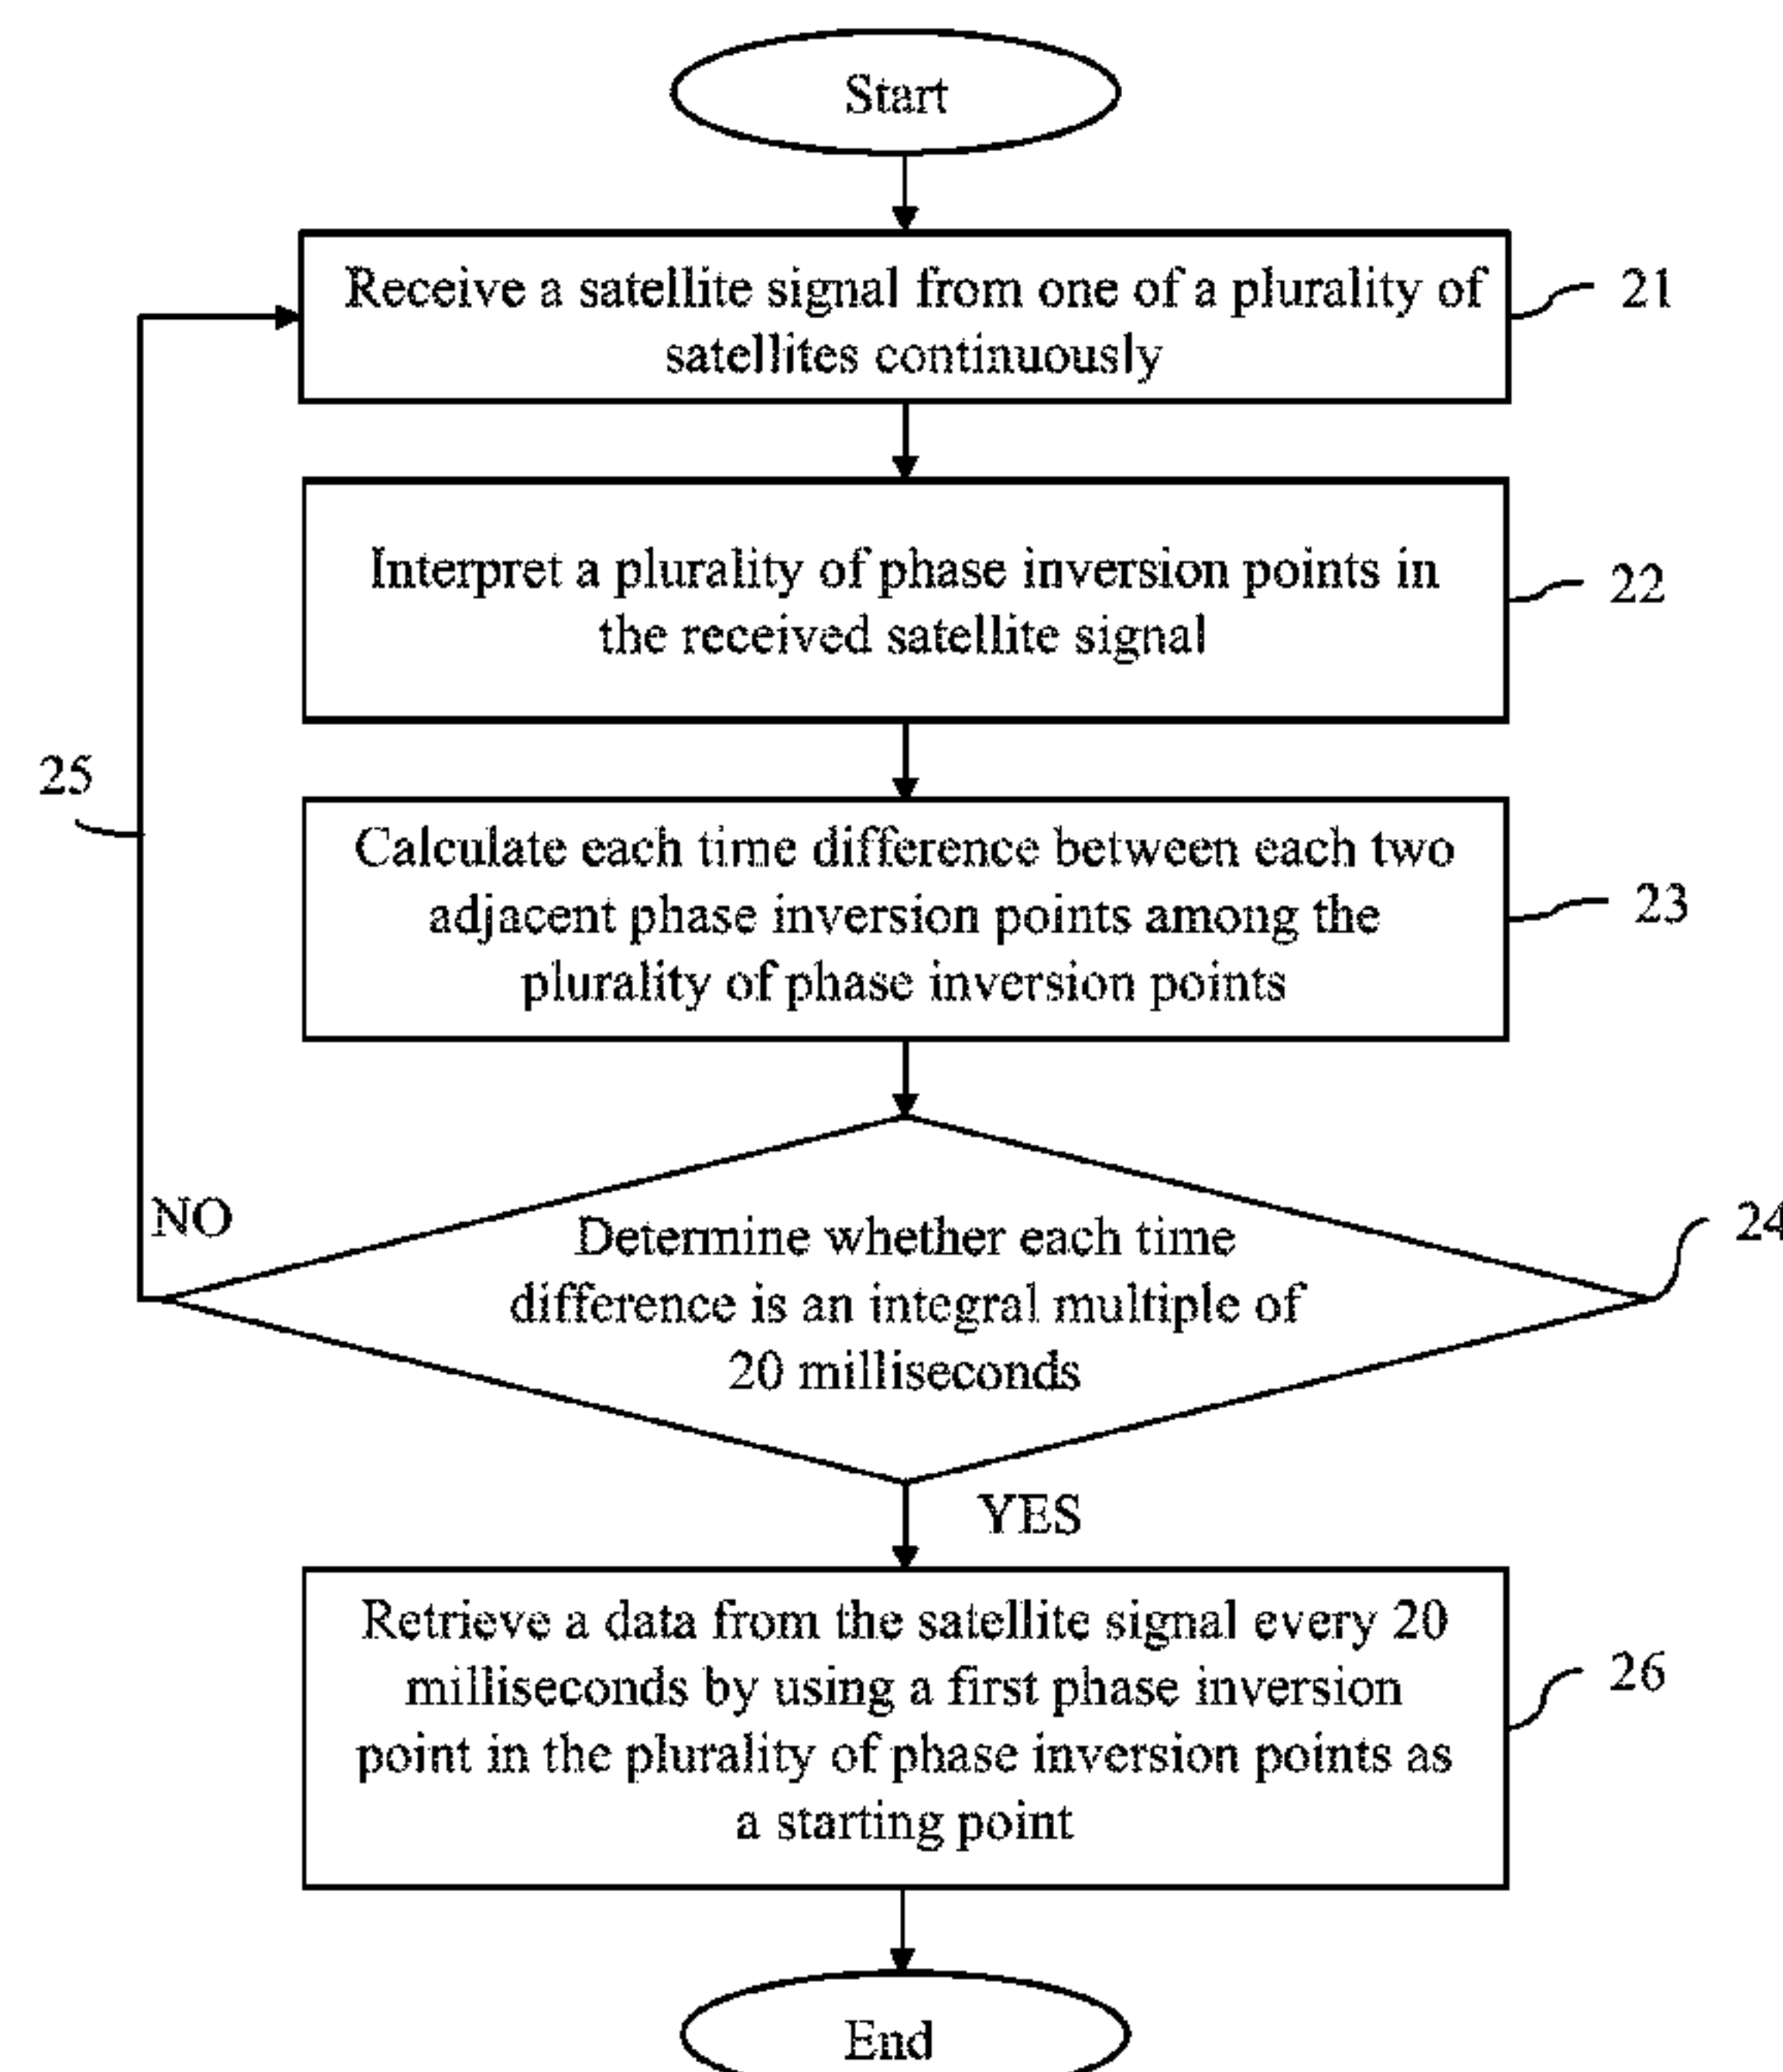 Start
Receive a satellite signal from one of a plurality of
satellites continuously
21
Interpret a plurality of phase inversion points in
the received satellite signal
22
25
Calculate each time difference between each two
adjacent phase inversion points among the
plurality of phase inversion points
23
NO
Determine whether each time
difference is an integral multiple of
20 milliseconds
24
YES
Retrieve a data from the satellite signal every 20
milliseconds by using a first phase inversion
point in the plurality of phase inversion points as
a starting point
26
End